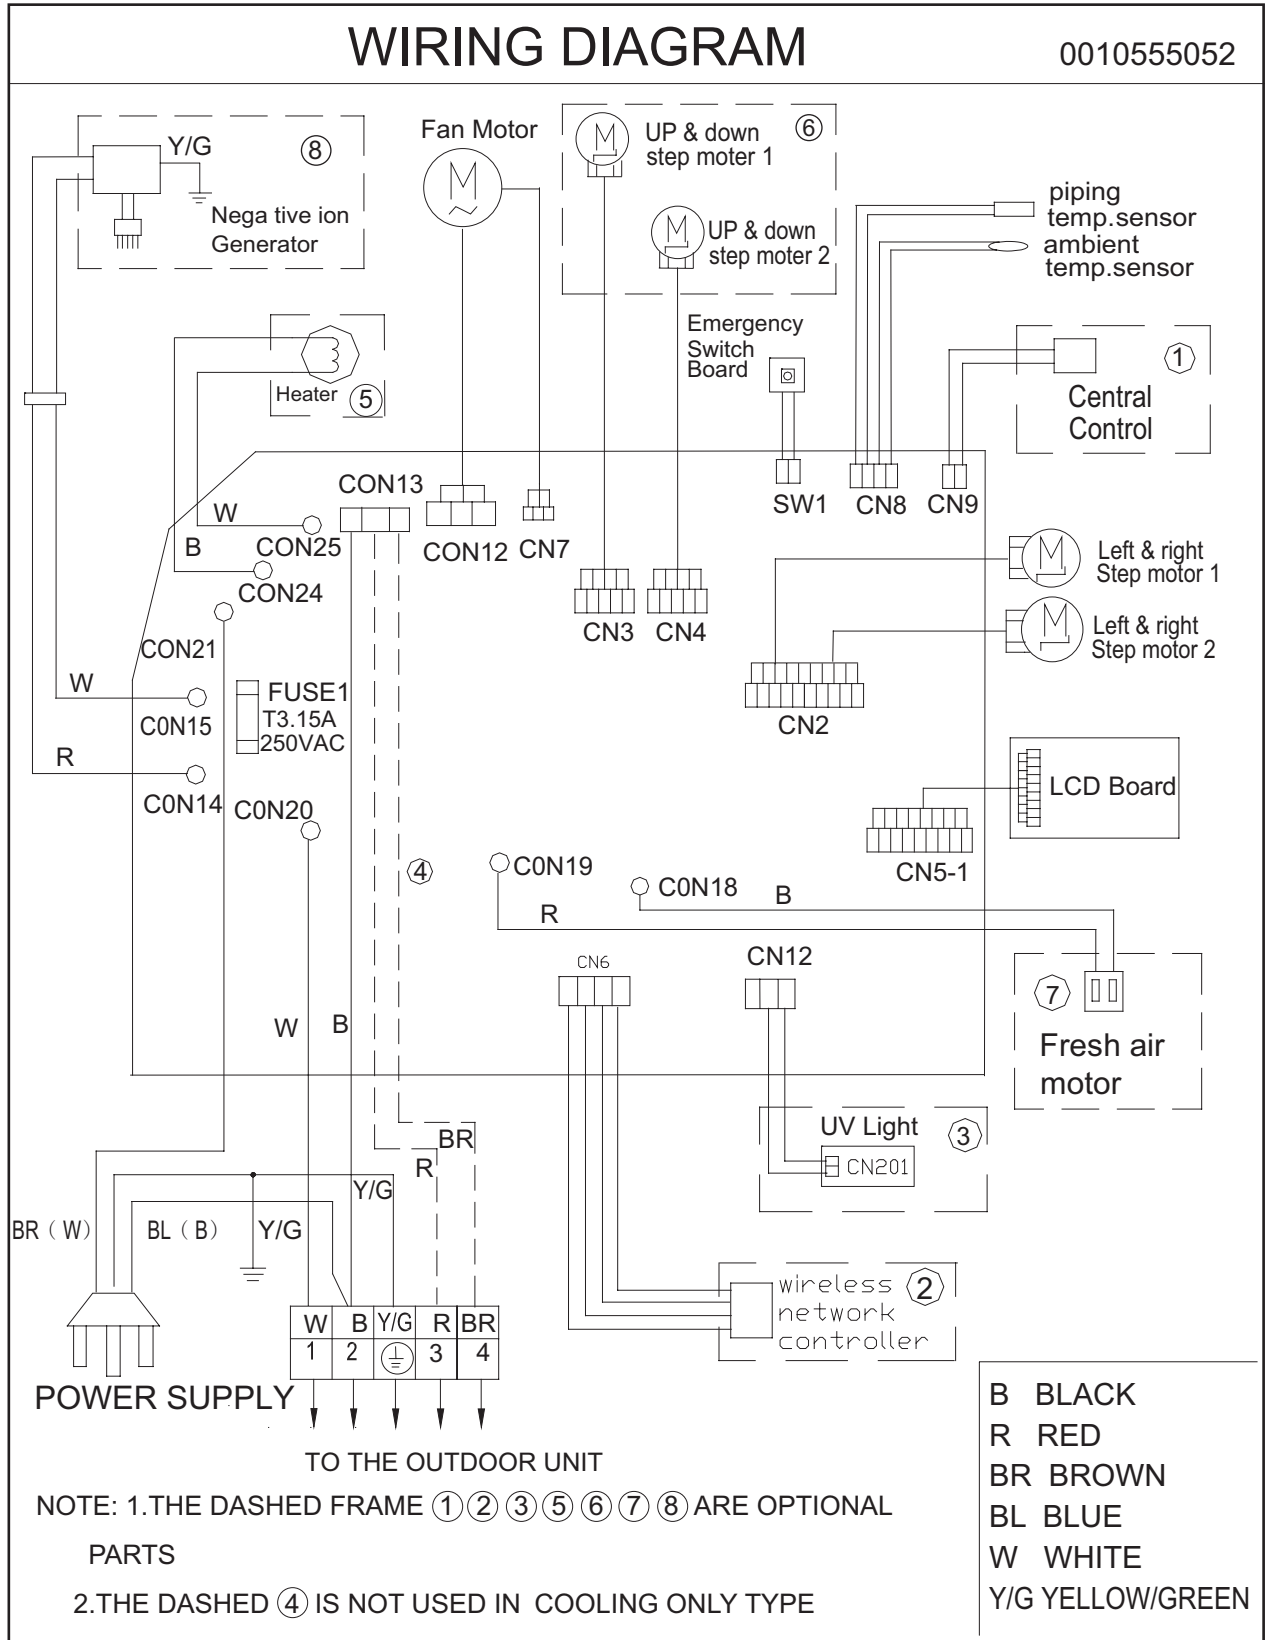 WIRING DIAGRAM
0010555052
Y/G
8
Nega tive ion
Generator
Fan Motor
UP & down
step moter 1
6
UP & down
step moter 2
piping
temp.sensor
ambient
temp.sensor
Emergency
Switch
Board
Heater
5
1
Central
Control
CON13
W
B
CON25
CON24
CON12
CN7
SW1
CN8
CN9
CN3
CN4
Left & right
Step motor 1
Left & right
Step motor 2
CN2
CON21
W
C0N15
FUSE1
T3.15A
250VAC
R
C0N14
C0N20
LCD Board
CN5-1
4
C0N19
C0N18
B
R
CN6
CN12
7
Fresh air
motor
W
B
UV Light
3
CN201
BR
R
Y/G
BR ( W )
BL ( B )
Y/G
wireless
network
controller
2
W
B
Y/G
R
BR
1
2
3
4
POWER SUPPLY
TO THE OUTDOOR UNIT
NOTE: 1.THE DASHED FRAME ①②③⑤⑥⑦⑧ ARE OPTIONAL
PARTS
2.THE DASHED ④ IS NOT USED IN COOLING ONLY TYPE
B BLACK
R RED
BR BROWN
BL BLUE
W WHITE
Y/G YELLOW/GREEN
M
M
M
M
M